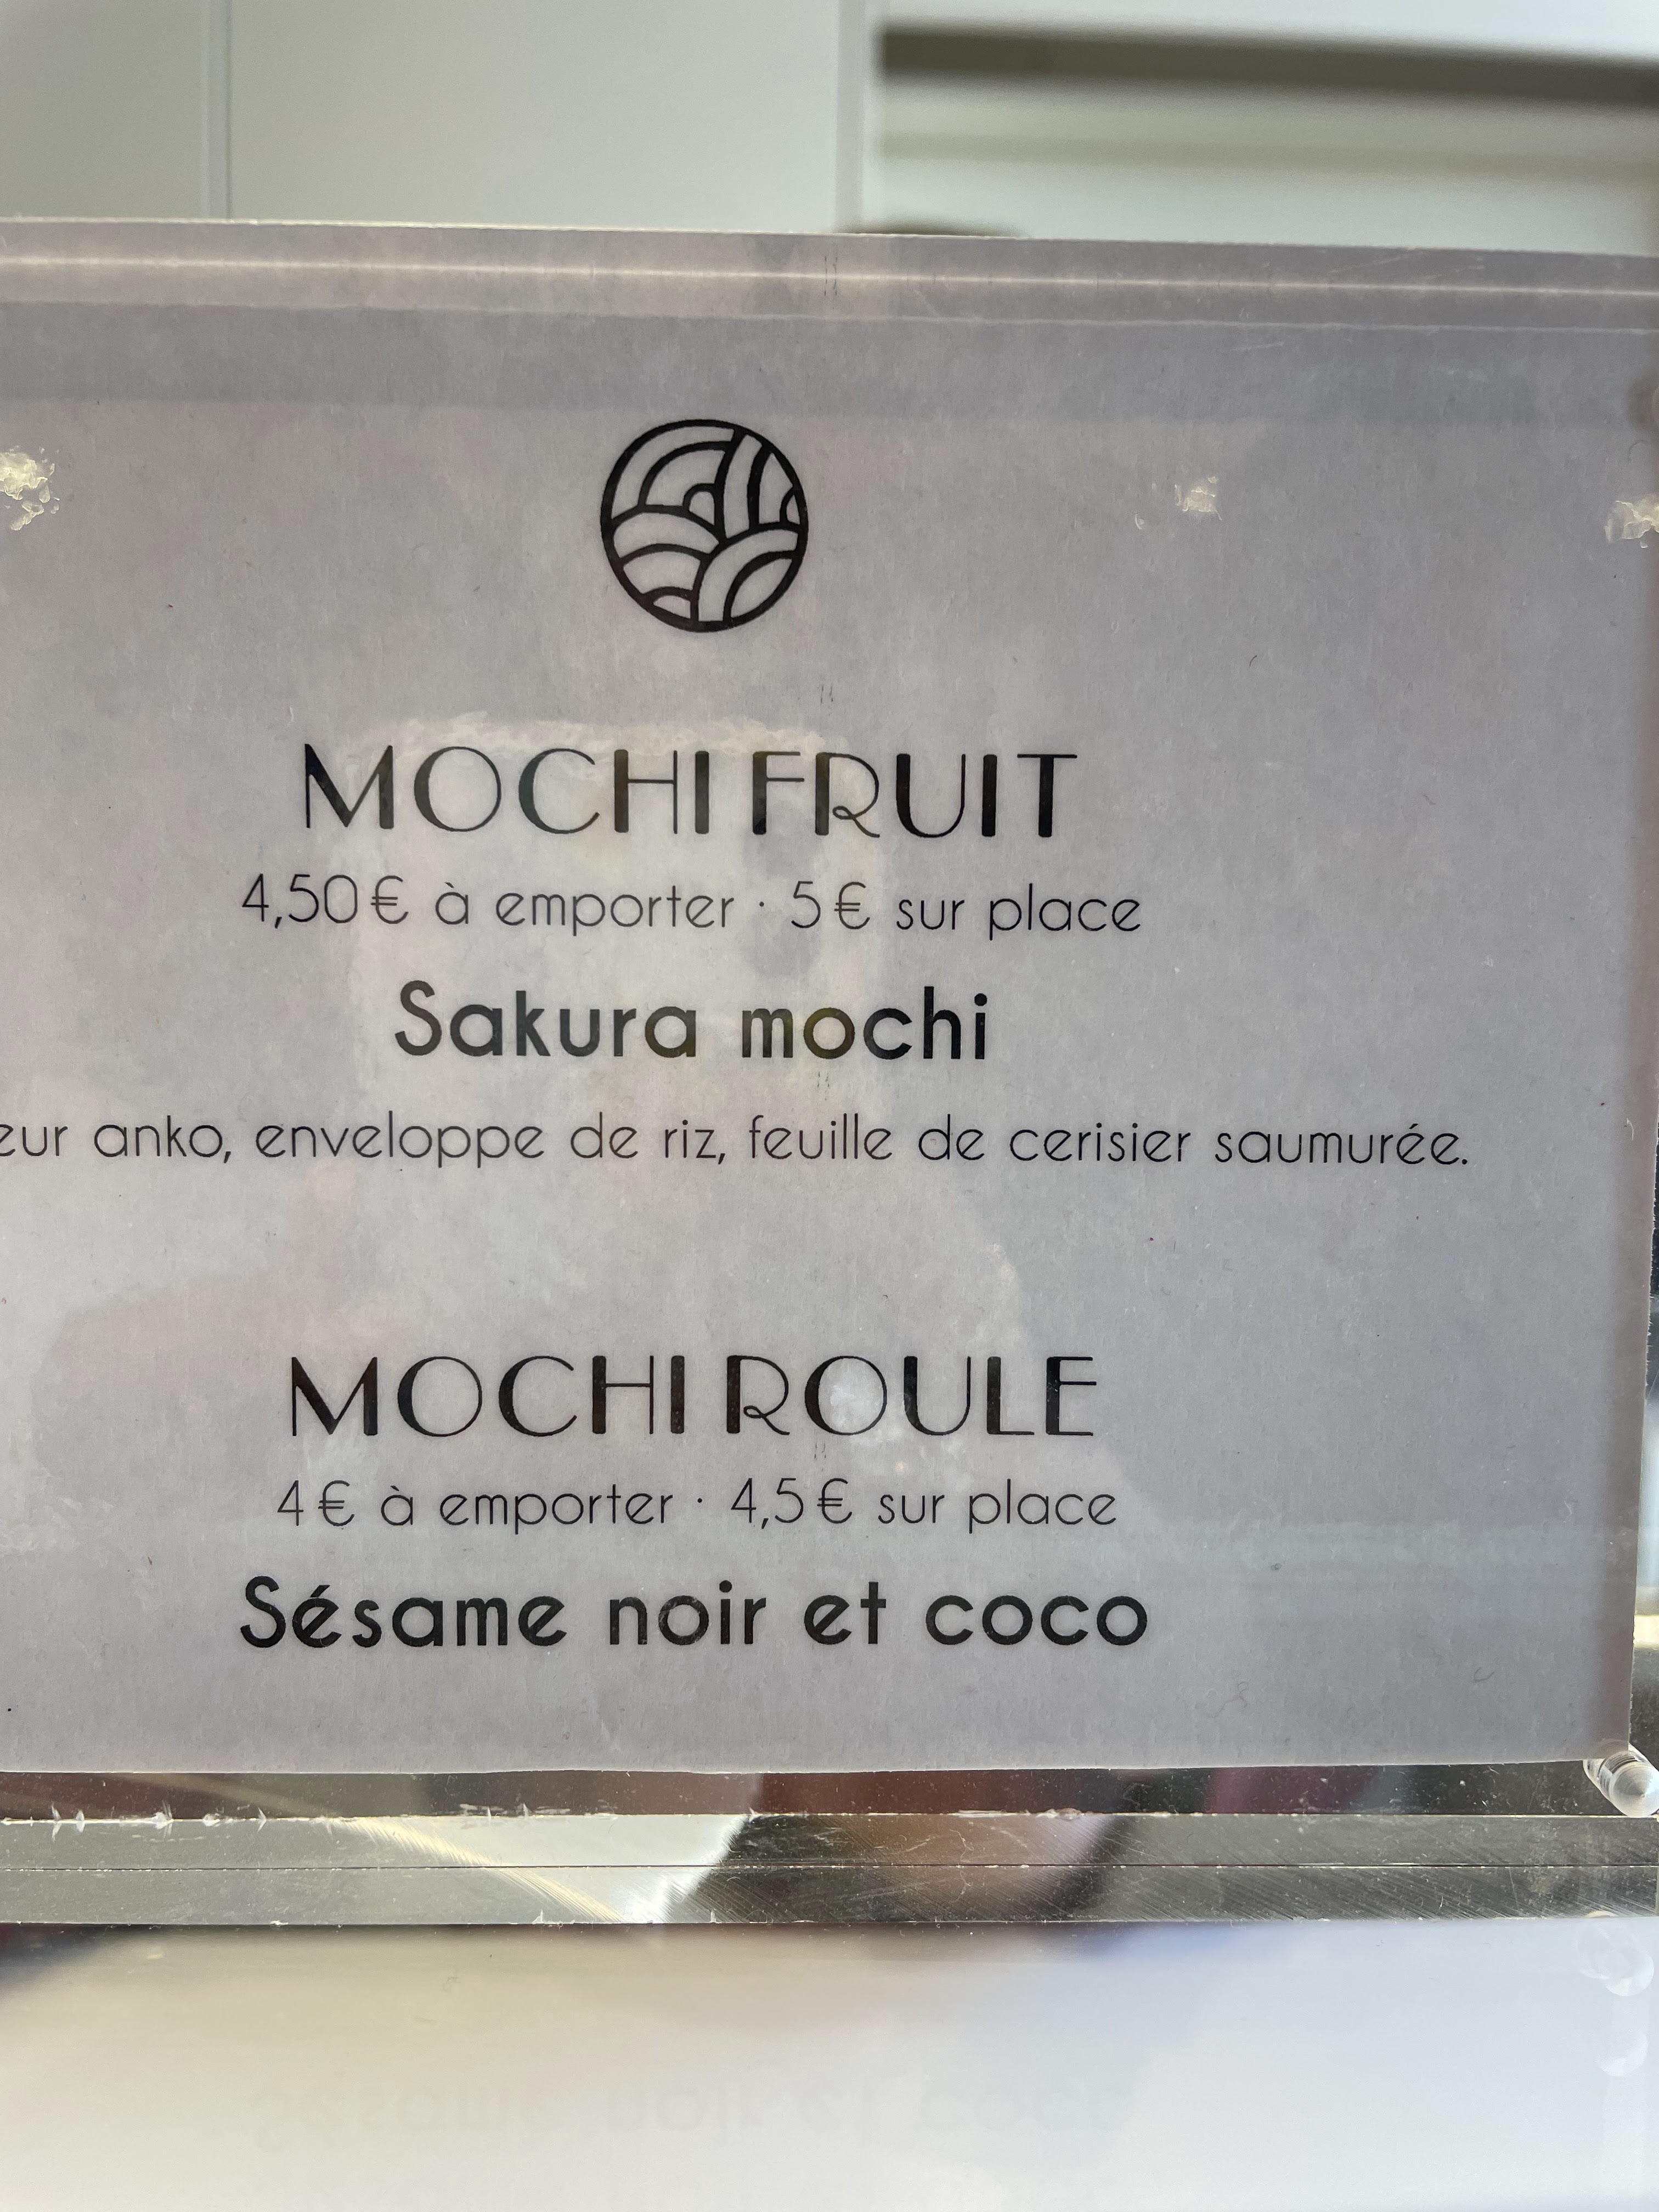 MOCHI FRUIT
4,50€ à emporter · 5€ sur place
Sakura mochi
eur anko, enveloppe de riz, feuille de cerisier saumurée.
MOCHI ROULE
4€ à emporter · 4,5€ sur place
Sésame noir et coco